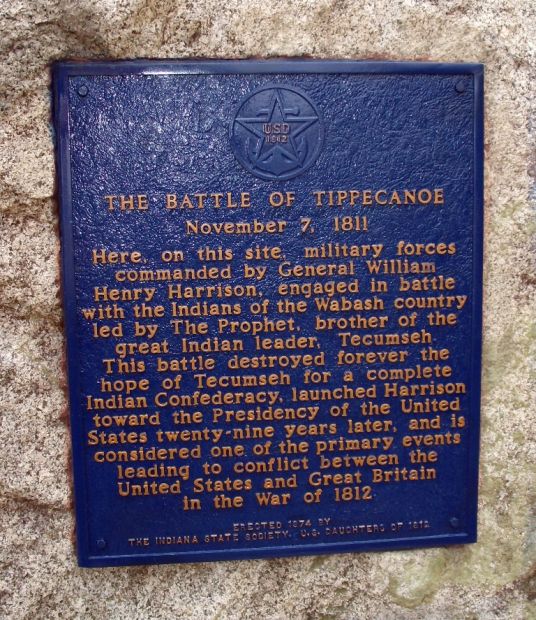 USD
1812
THE BATTLE OF TIPPECANOE
November 7, 1811
Here, on this site, military forces
commanded by General William
Henry Harrison, engaged in battle
with the Indians of the Wabash country
led by The Prophet, brother of the
great Indian leader, Tecumseh
This battle destroyed forever the
hope of Tecumseh for a complete
Indian Confederacy, launched Harrison
toward the Presidency of the United
States twenty-nine years later, and is
considered one of the primary events
leading to conflict between the
United States and Great Britain
in the War of 1812.
ERECTED 1974 BY
THE INDIANA STATE SOCIETY, U.S. DAUGHTERS OF 1812